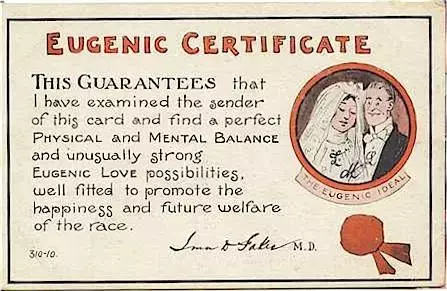 EUGENIC CERTIFICATE
THIS GUARANTEES that
I have examined the sender
of this card and find a perfect
PHYSICAL and MENTAL BALANCE
and unusually strong
EUGENIC LOVE possibilities,
well fitted to promote the
happiness and future welfare
of the race.
THE EUGENIC IDEAL
310-10.
M.D.